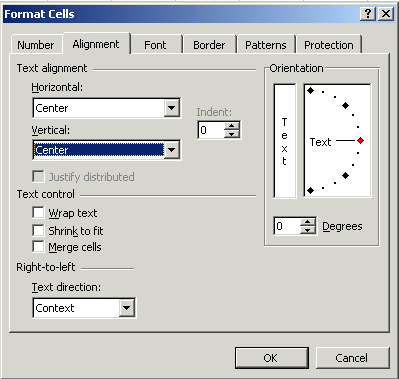 Format Cells
Number Alignment Font Border Patterns Protection
Text alignment
Horizontal:
Center
Indent:
Vertical:
0
Center
Justify distributed
Text control
Wrap text
Shrink to fit
Merge cells
Right-to-left
Text direction:
Context
Orientation
Text
Text
0 Degrees
OK Cancel